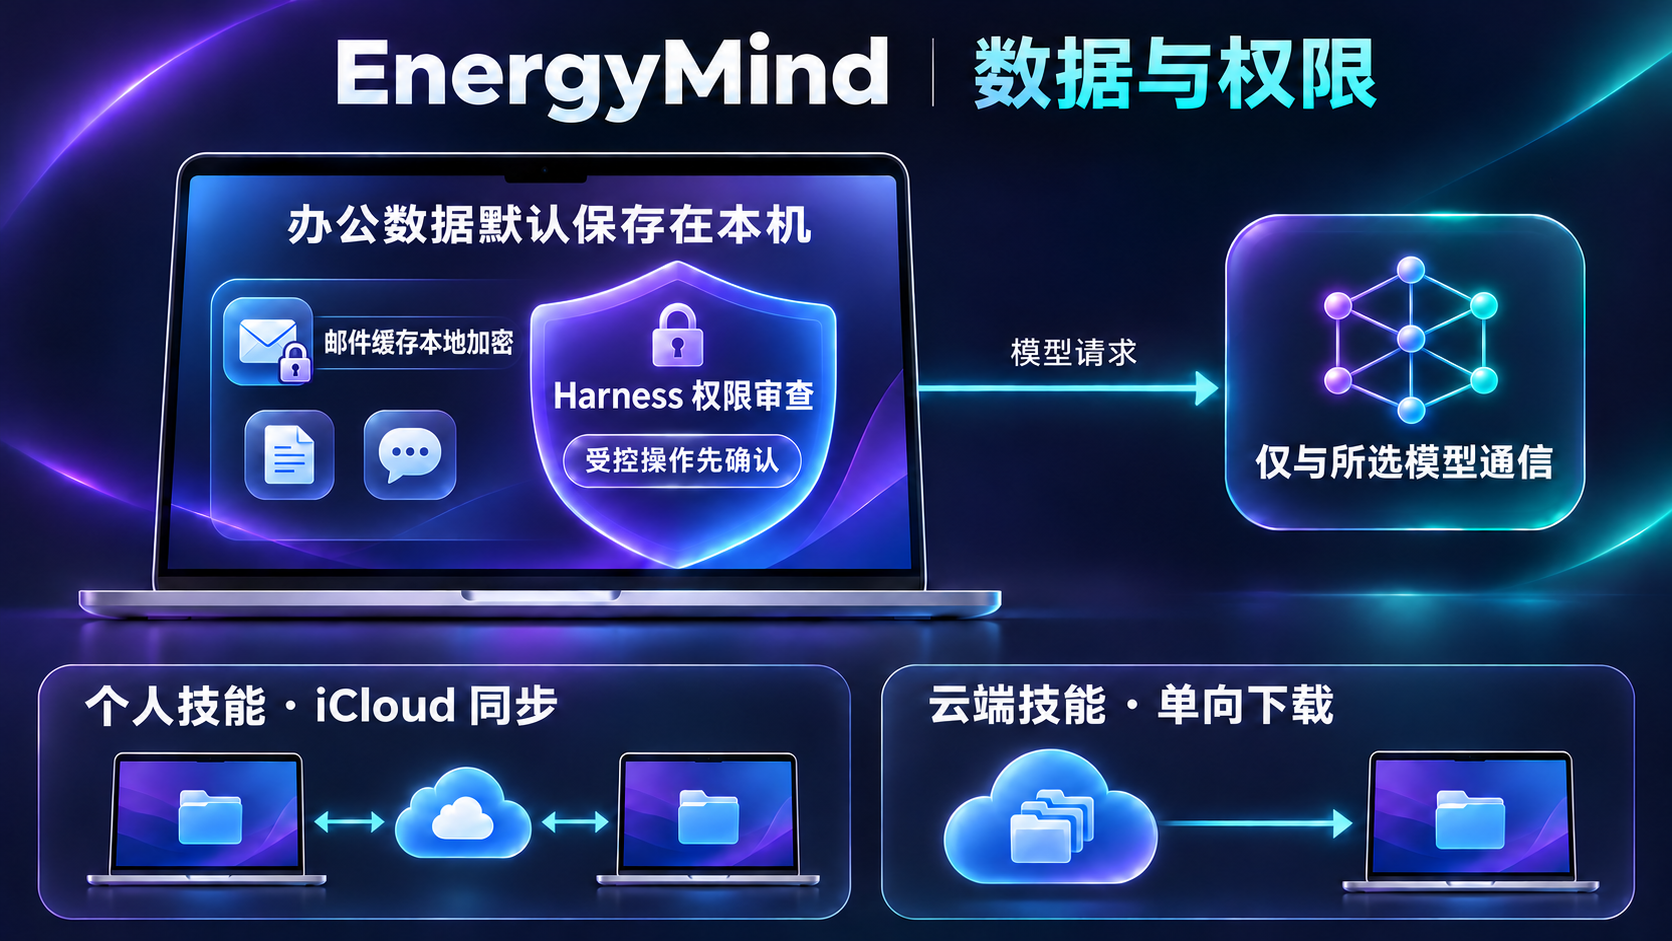 EnergyMind | 数据与权限
办公数据默认保存在本机
邮件缓存本地加密
Harness 权限审查
受控操作先确认
模型请求
仅与所选模型通信
个人技能 · iCloud 同步
云端技能 · 单向下载